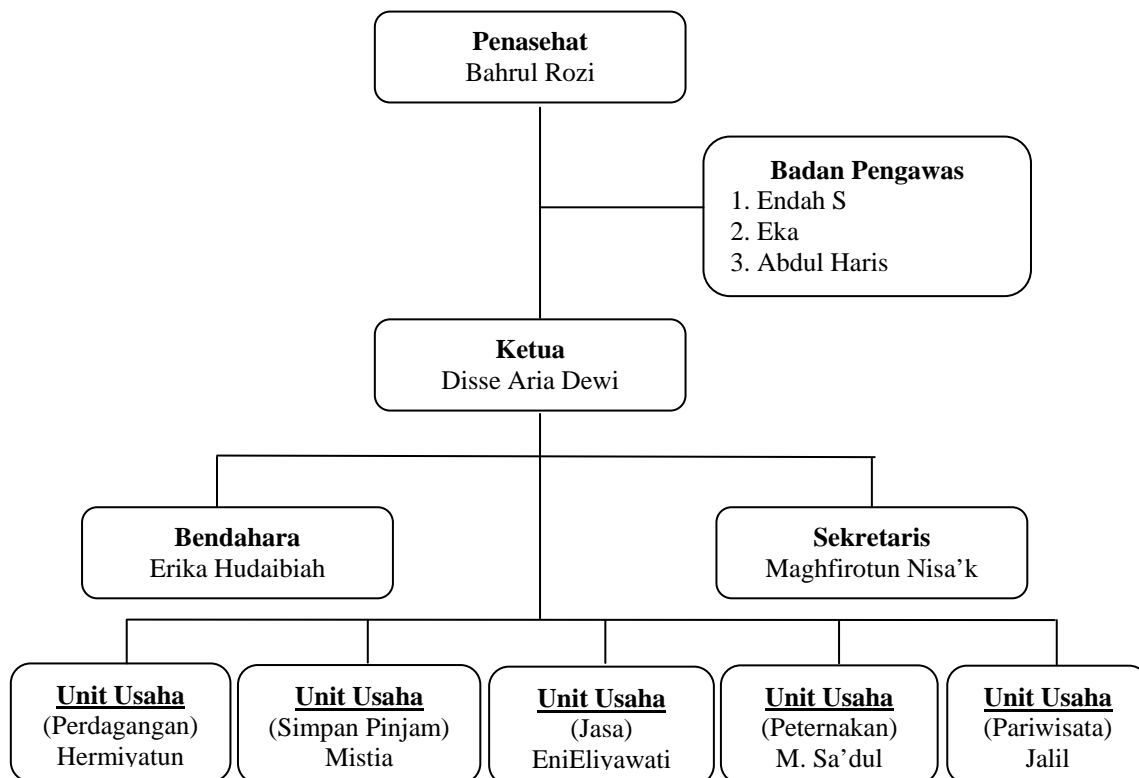 Penasehat
Bahrul Rozi
Badan Pengawas
1. Endah S
2. Eka
3. Abdul Haris
Ketua
Disse Aria Dewi
Bendahara
Erika Hudaibiah
Sekretaris
Maghfirotun Nisa’k
Unit Usaha
(Perdagangan)
Hermiyatun
Unit Usaha
(Simpan Pinjam)
Mistia
Unit Usaha
(Jasa)
EniEliyawati
Unit Usaha
(Peternakan)
M. Sa’dul
Unit Usaha
(Pariwisata)
Jalil